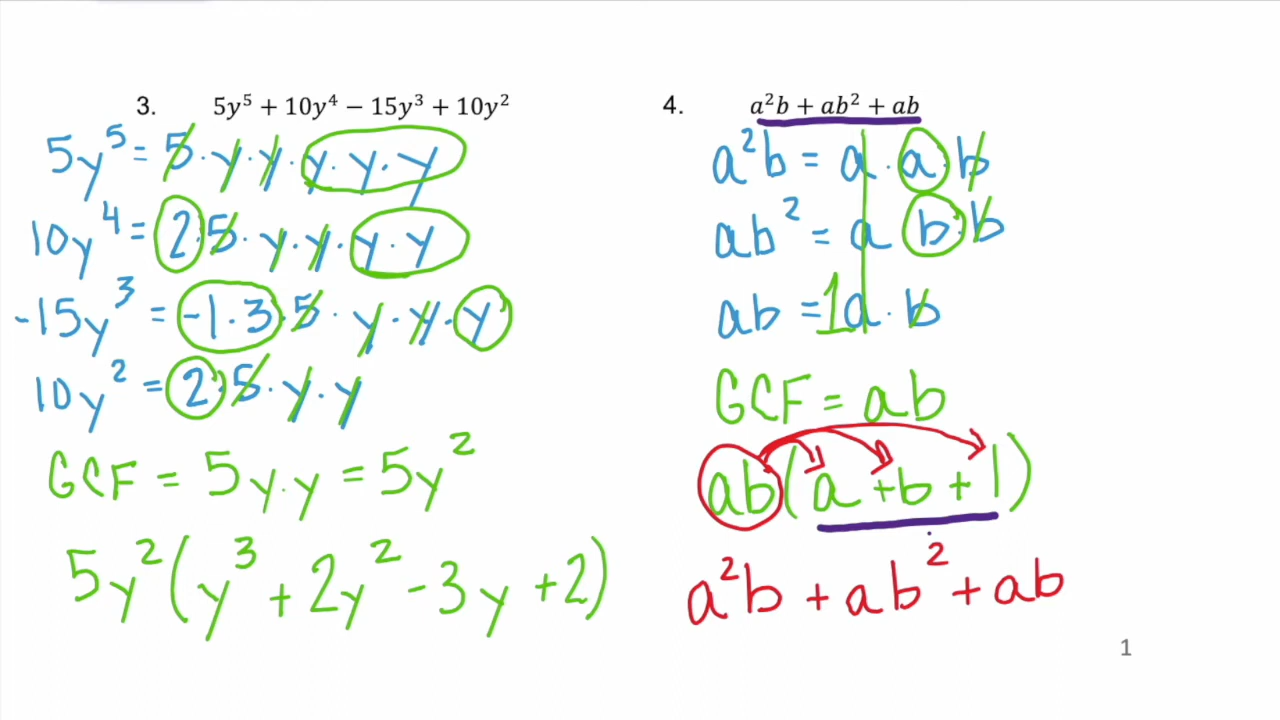 3. 5y⁵ + 10y⁴ − 15y³ + 10y²
5y⁵ = 5 · y · y · y · y · y
10y⁴ = 2 · 5 · y · y · y · y
-15y³ = -1 · 3 · 5 · y · y · y
10y² = 2 · 5 · y · y
GCF = 5y · y = 5y²
5y²(y³ + 2y² - 3y + 2)
4. a²b + ab² + ab
a²b = a · a · b
ab² = a b · b
ab = 1a · b
GCF = ab
ab(a + b + 1)
a²b + ab² + ab
1